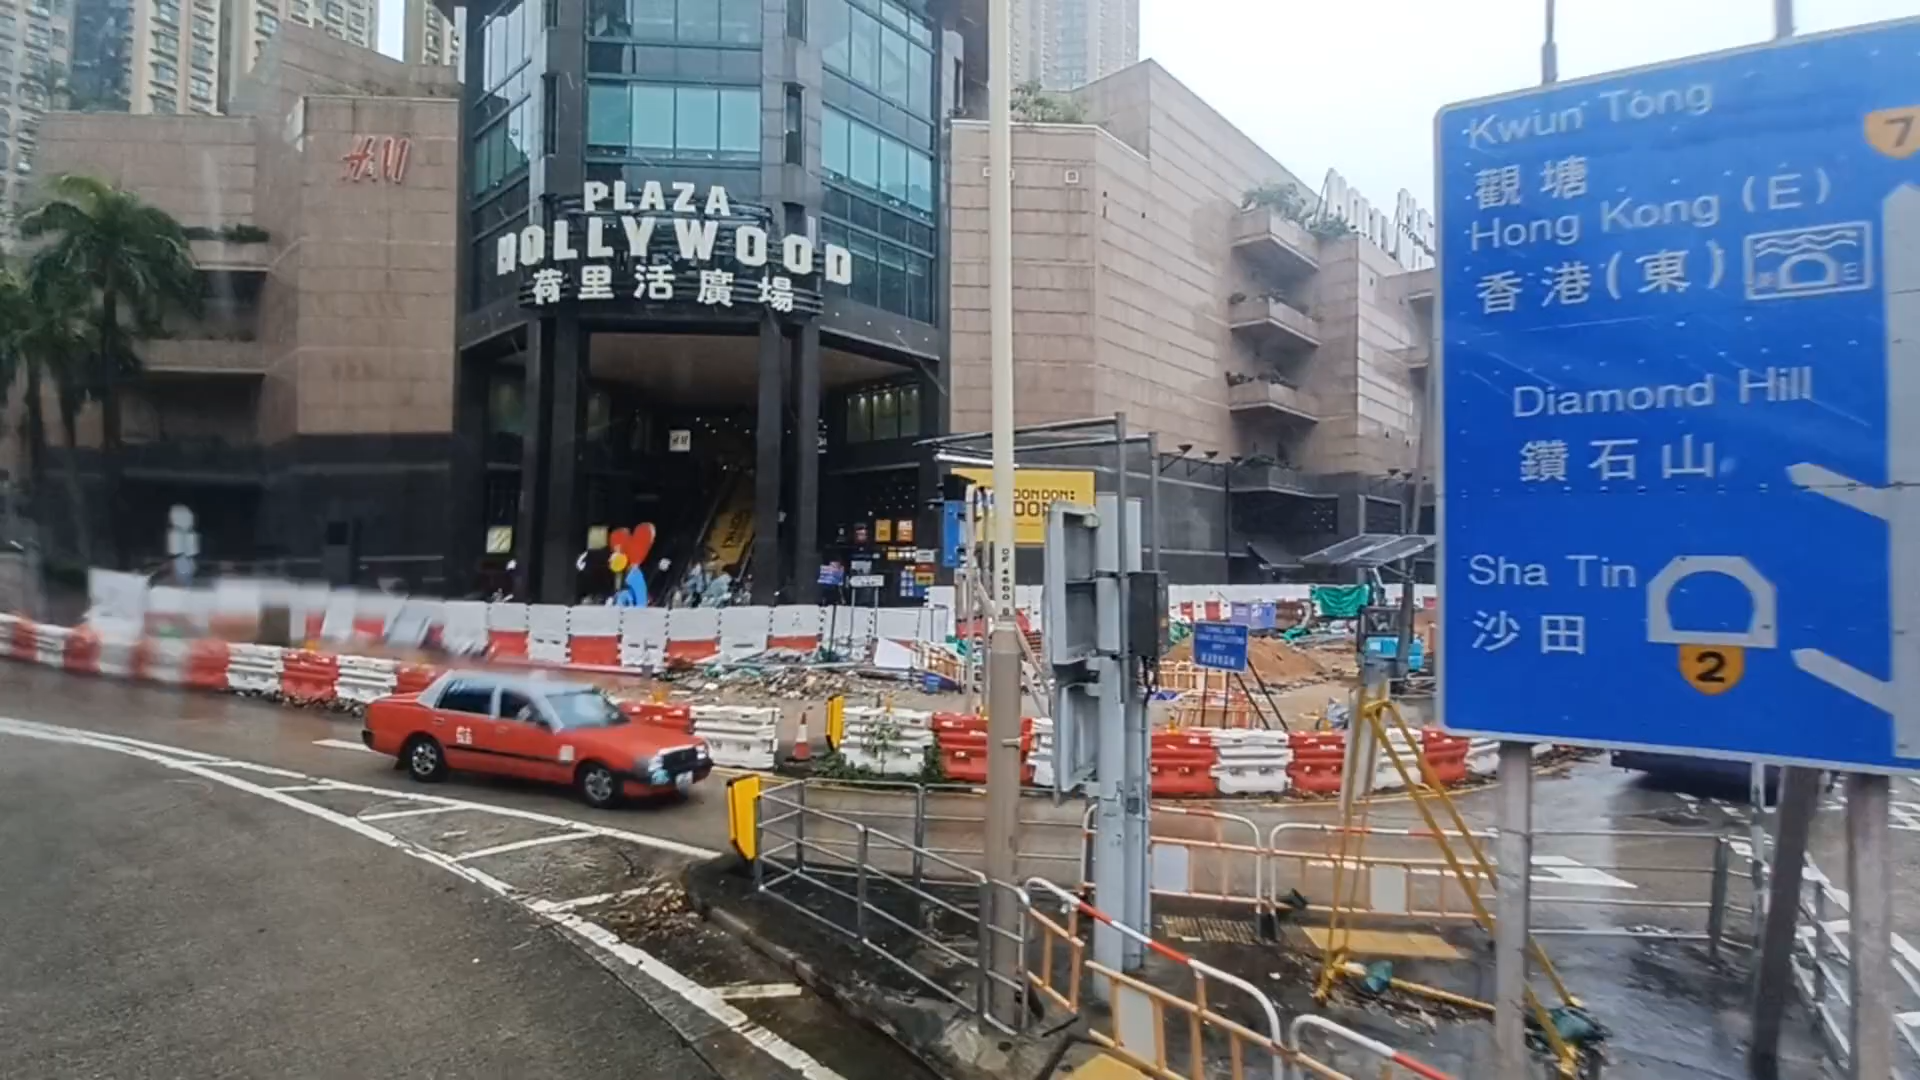 H&M
PLAZA
HOLLYWOOD
荷里活廣場
Kwun Tong
觀塘
Hong Kong (E)
香港(東)
7
Diamond Hill
鑽石山
Sha Tin
沙田
2